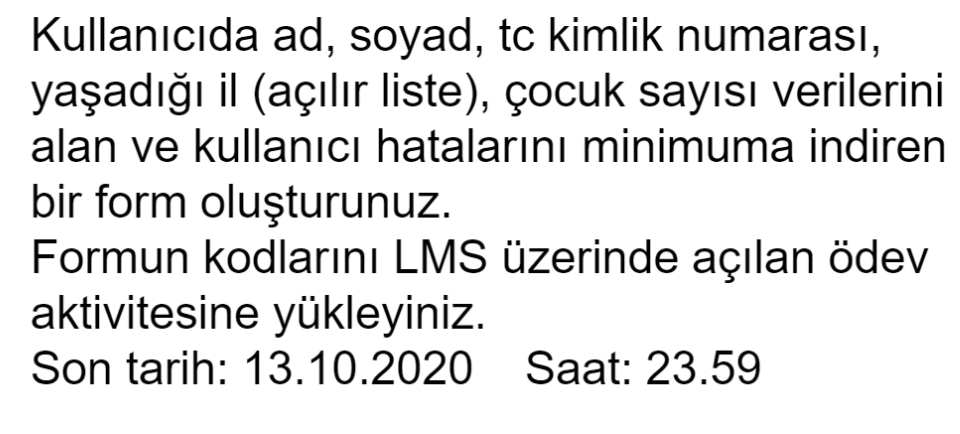 Kullanıcıda ad, soyad, tc kimlik numarası,
yaşadığı il (açılır liste), çocuk sayısı verilerini
alan ve kullanıcı hatalarını minimuma indiren
bir form oluşturunuz.
Formun kodlarını LMS üzerinde açılan ödev
aktivitesine yükleyiniz.
Son tarih: 13.10.2020 Saat: 23.59